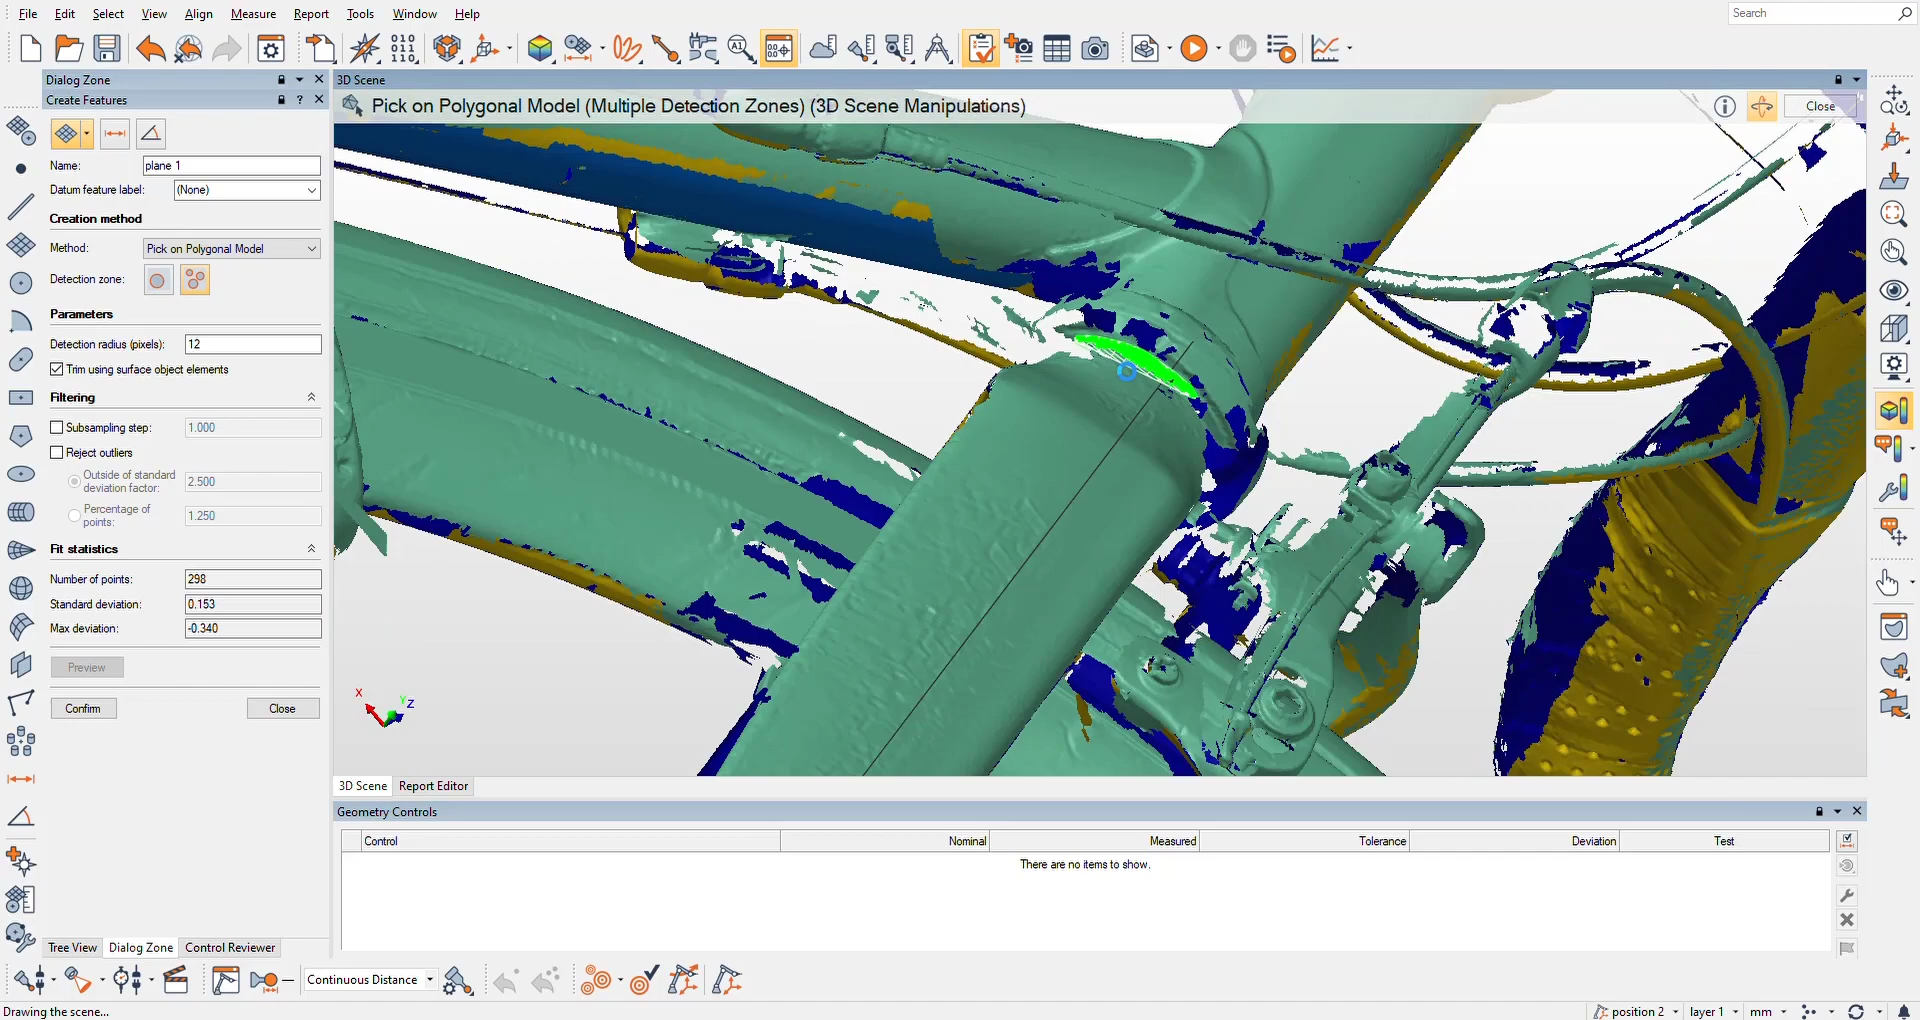 File Edit Select View Align Measure Report Tools Window Help
Search
Dialog Zone
3D Scene
Create Features
Pick on Polygonal Model (Multiple Detection Zones) (3D Scene Manipulations)
Close
Name: plane 1
Datum feature label: (None)
Creation method
Method: Pick on Polygonal Model
Detection zone:
Parameters
Detection radius (pixels): 12
Trim using surface object elements
Filtering
Subsampling step: 1.000
Reject outliers
Outside of standard
deviation factor: 2.500
Percentage of
points: 1.250
Fit statistics
Number of points: 298
Standard deviation: 0.153
Max deviation: -0.340
Preview
Confirm Close
X Y Z
3D Scene Report Editor
Geometry Controls
Control Nominal Measured Tolerance Deviation Test
There are no items to show.
Tree View Dialog Zone Control Reviewer
Continuous Distance
Drawing the scene...
position 2 layer 1 mm